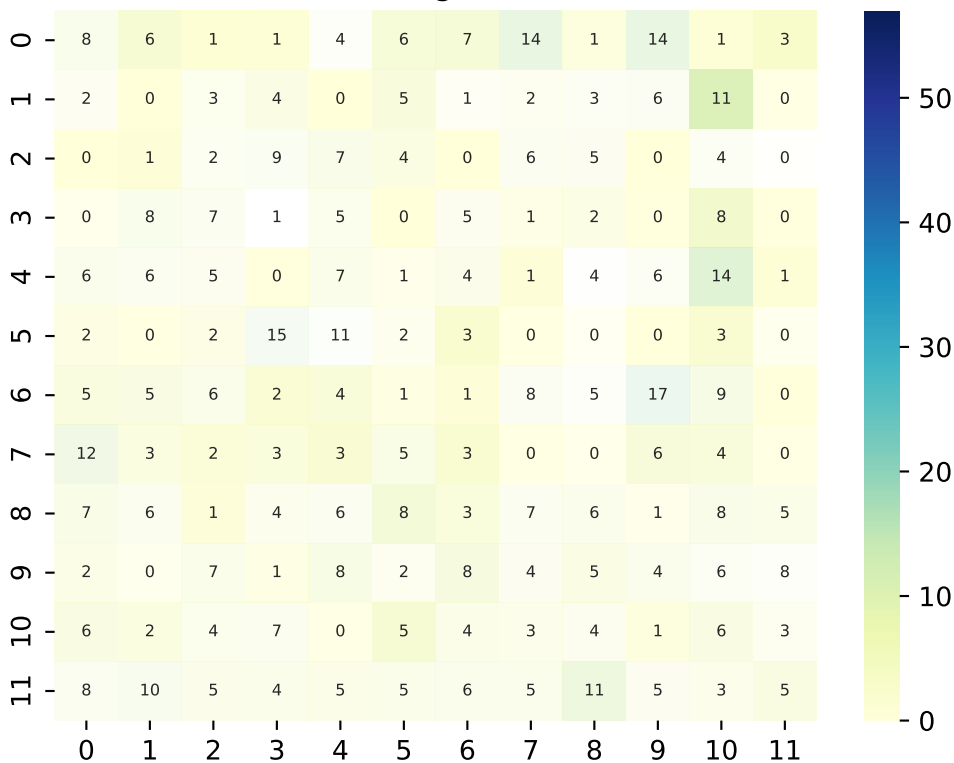 0 8 6 1 1 4 6 7 14 1 14 1 3
1 2 0 3 4 0 5 1 2 3 6 11 0 50
2 0 1 2 9 7 4 0 6 5 0 4 0
3 0 8 7 1 5 0 5 1 2 0 8 0 40
4 6 6 5 0 7 1 4 1 4 6 14 1
5 2 0 2 15 11 2 3 0 0 0 3 0 30
6 5 5 6 2 4 1 1 8 5 17 9 0
7 12 3 2 3 3 5 3 0 0 6 4 0 20
8 7 6 1 4 6 8 3 7 6 1 8 5
9 2 0 7 1 8 2 8 4 5 4 6 8 10
10 6 2 4 7 0 5 4 3 4 1 6 3
11 8 10 5 4 5 5 6 5 11 5 3 5 0
0 1 2 3 4 5 6 7 8 9 10 11